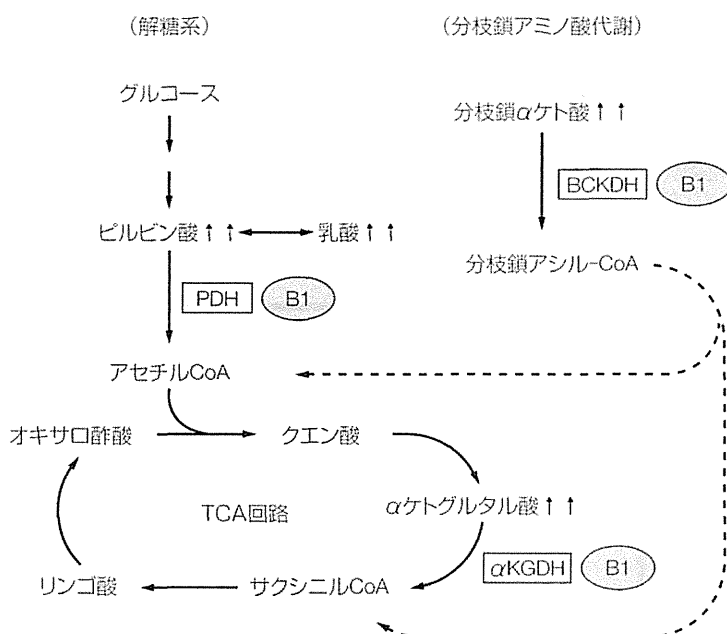 (解糖系)
(分枝鎖アミノ酸代謝)
グルコース
分枝鎖αケト酸↑↑
BCKDH B1
ピルビン酸↑↑ 乳酸↑↑
分枝鎖アシル-CoA
PDH B1
アセチルCoA
オキサロ酢酸 クエン酸
TCA回路
αケトグルタル酸↑↑
αKGDH B1
リンゴ酸 サクシニルCoA